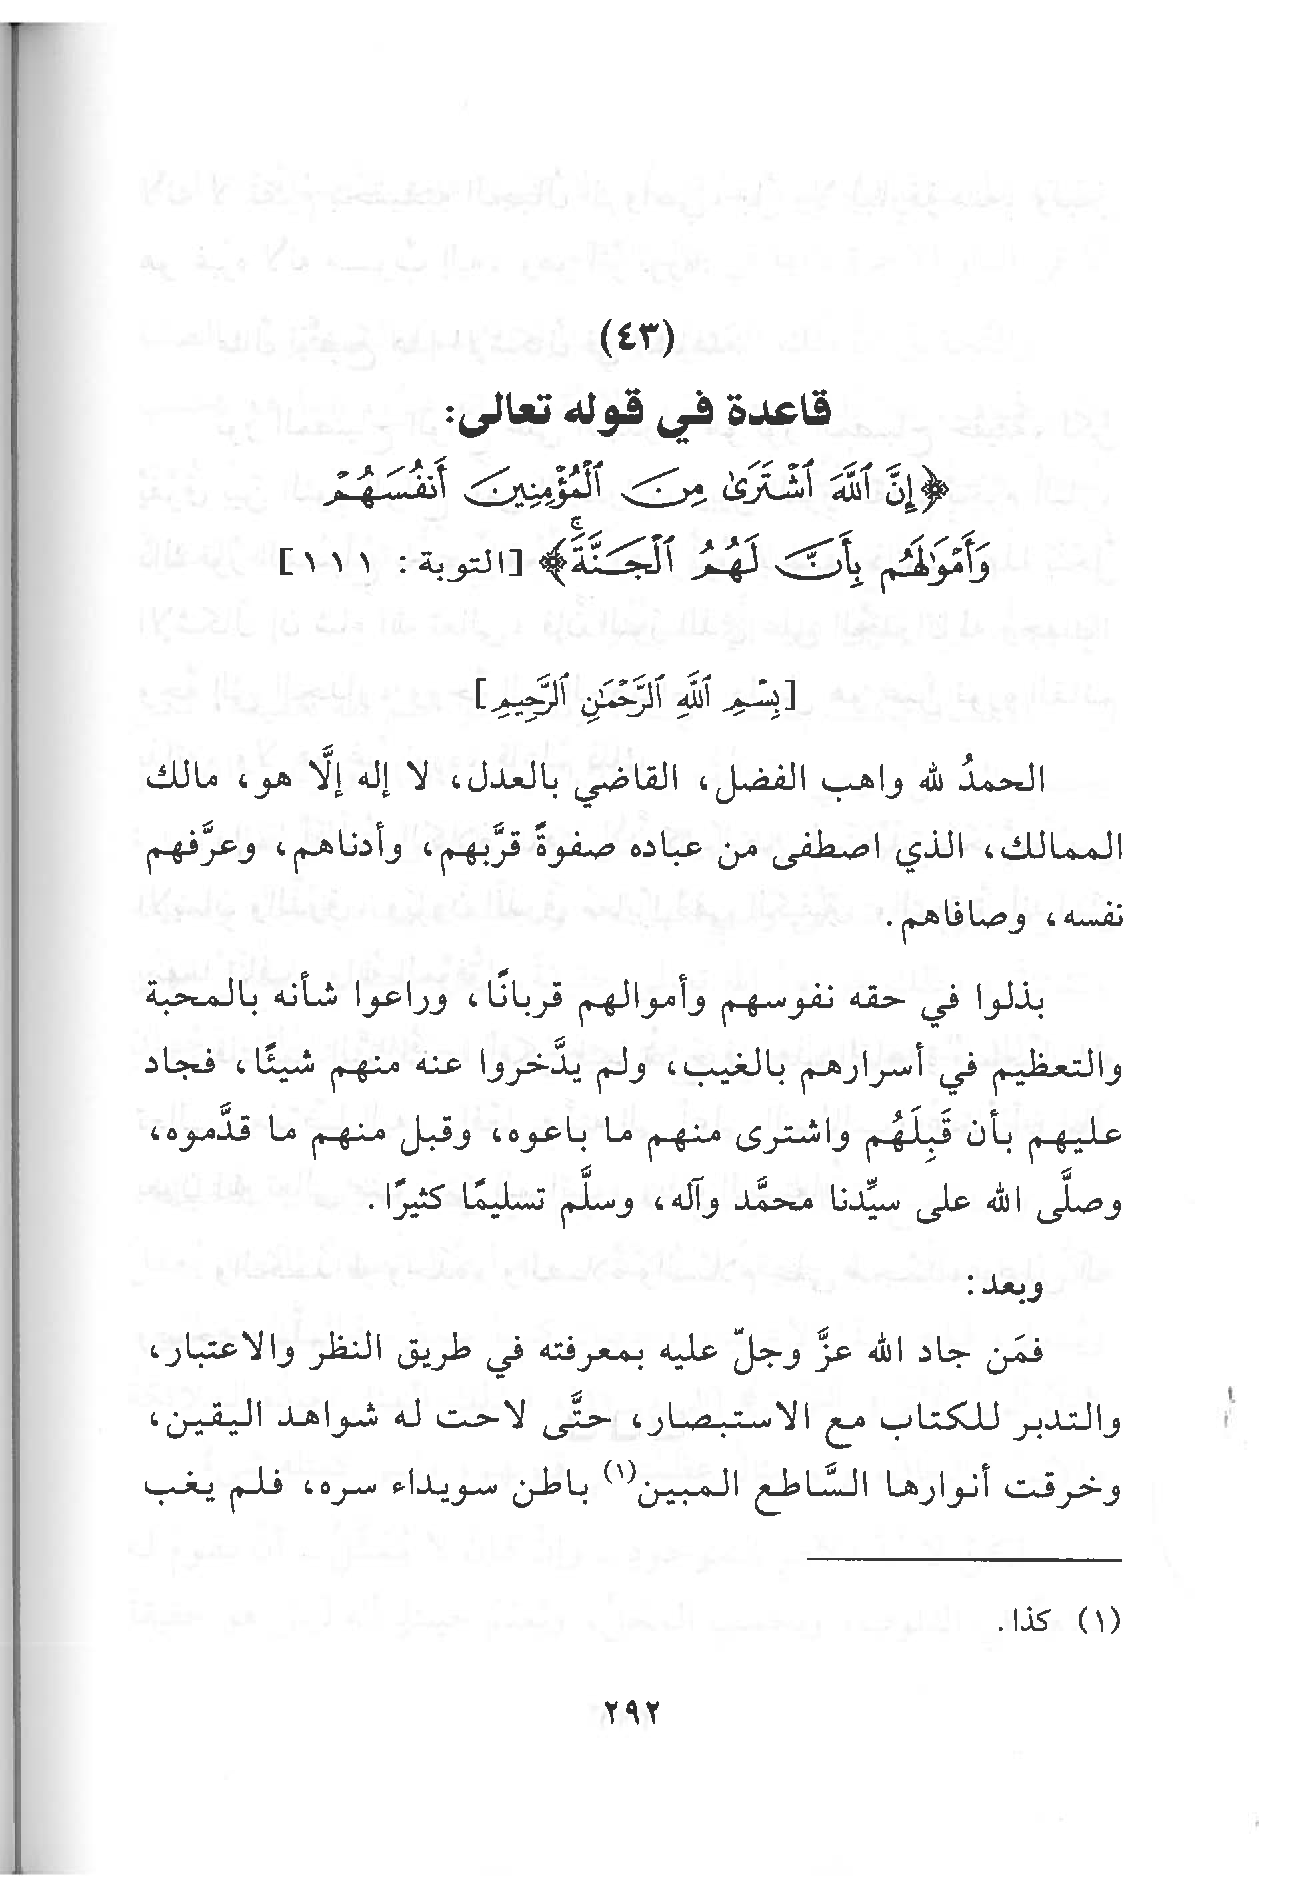 (٤٣)
قاعدة في قوله تعالى:
﴿إِنَّ ٱللَّهَ ٱشْتَرَىٰ مِنَ ٱلْمُؤْمِنِينَ أَنفُسَهُمْ
وَأَمْوَٰلَهُم بِأَنَّ لَهُمُ ٱلْجَنَّةَۚ﴾ [التوبة: ١١١]
[بِسْمِ ٱللَّهِ ٱلرَّحْمَٰنِ ٱلرَّحِيمِ]
الحمدُ لله واهب الفضل، القاضي بالعدل، لا إله إلَّا هو، مالك
الممالك، الذي اصطفى من عباده صفوةً قرَّبهم، وأدناهم، وعرَّفهم
نفسه، وصافاهم.
بذلوا في حقه نفوسهم وأموالهم قربانًا، وراعوا شأنه بالمحبة
والتعظيم في أسرارهم بالغيب، ولم يدَّخروا عنه منهم شيئًا، فجاد
عليهم بأن قَبِلَهُم واشترى منهم ما باعوه، وقبل منهم ما قدَّموه،
وصلَّى الله على سيِّدنا محمَّد وآله، وسلَّم تسليمًا كثيرًا.
وبعد:
فمَن جاد الله عزَّ وجلّ عليه بمعرفته في طريق النظر والاعتبار،
والتدبر للكتاب مع الاستبصار، حتَّى لاحت له شواهد اليقين،
وخرقت أنوارها السَّاطع المبين(١) باطن سويداء سره، فلم يغب
(١) كذا.
٢٩٢